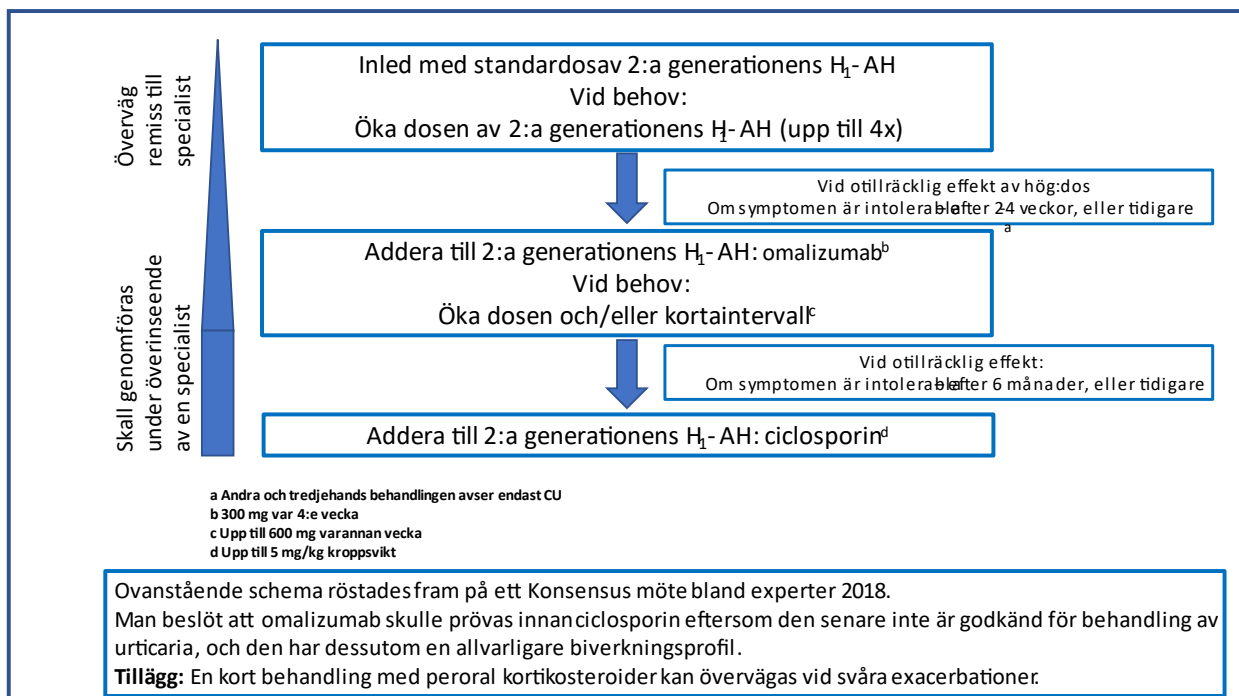 Överväg
remiss till
specialist
Inled med standardosav 2:a generationens H1- AH
Vid behov:
Öka dosen av 2:a generationens H1- AH (upp till 4x)
Vid otillräcklig effekt av hög:dos
Om symptomen är intolerabla efter 2-4 veckor, eller tidigare
a
Skall genomföras
under överinseende
av en specialist
Addera till 2:a generationens H1- AH: omalizumabb
Vid behov:
Öka dosen och/eller kortaintervallc
Vid otillräcklig effekt:
Om symptomen är intolerabla efter 6 månader, eller tidigare
Addera till 2:a generationens H1- AH: ciclosporind
a Andra och tredjehands behandlingen avser endast CU
b 300 mg var 4:e vecka
c Upp till 600 mg varannan vecka
d Upp till 5 mg/kg kroppsvikt
Ovanstående schema röstades fram på ett Konsensus möte bland experter 2018.
Man beslöt att omalizumab skulle prövas innan ciclosporin eftersom den senare inte är godkänd för behandling av
urticaria, och den har dessutom en allvarligare biverkningsprofil.
Tillägg: En kort behandling med peroral kortikosteroider kan övervägas vid svåra exacerbationer.